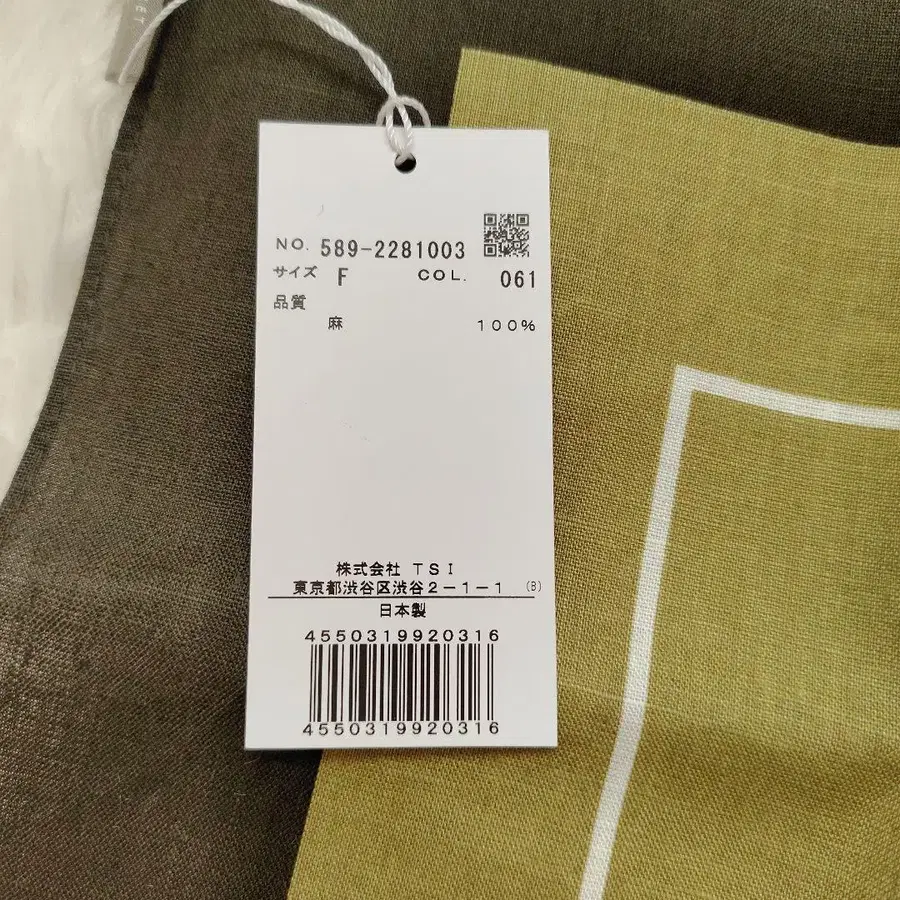 NO. 589-2281003
サイズ F COL. 061
品質
麻 100%
株式会社 TSI
東京都渋谷区渋谷2-1-1 (B)
日本製
4550319920316
4550319920316